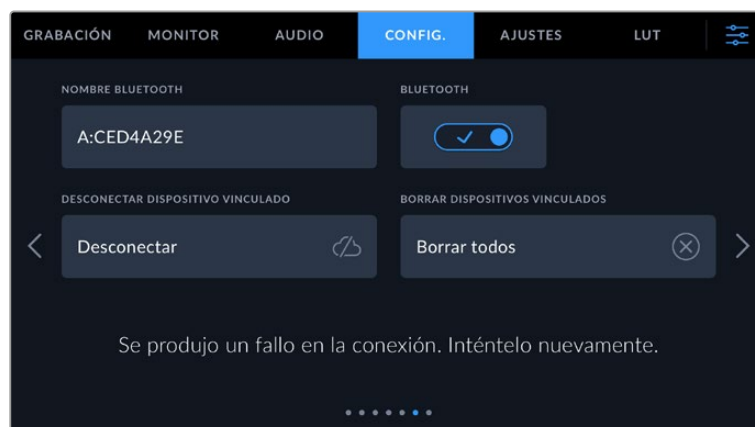 GRABACIÓN MONITOR AUDIO CONFIG. AJUSTES LUT
NOMBRE BLUETOOTH BLUETOOTH
A:CED4A29E
DESCONECTAR DISPOSITIVO VINCULADO BORRAR DISPOSITIVOS VINCULADOS
Desconectar Borrar todos
Se produjo un fallo en la conexión. Inténtelo nuevamente.